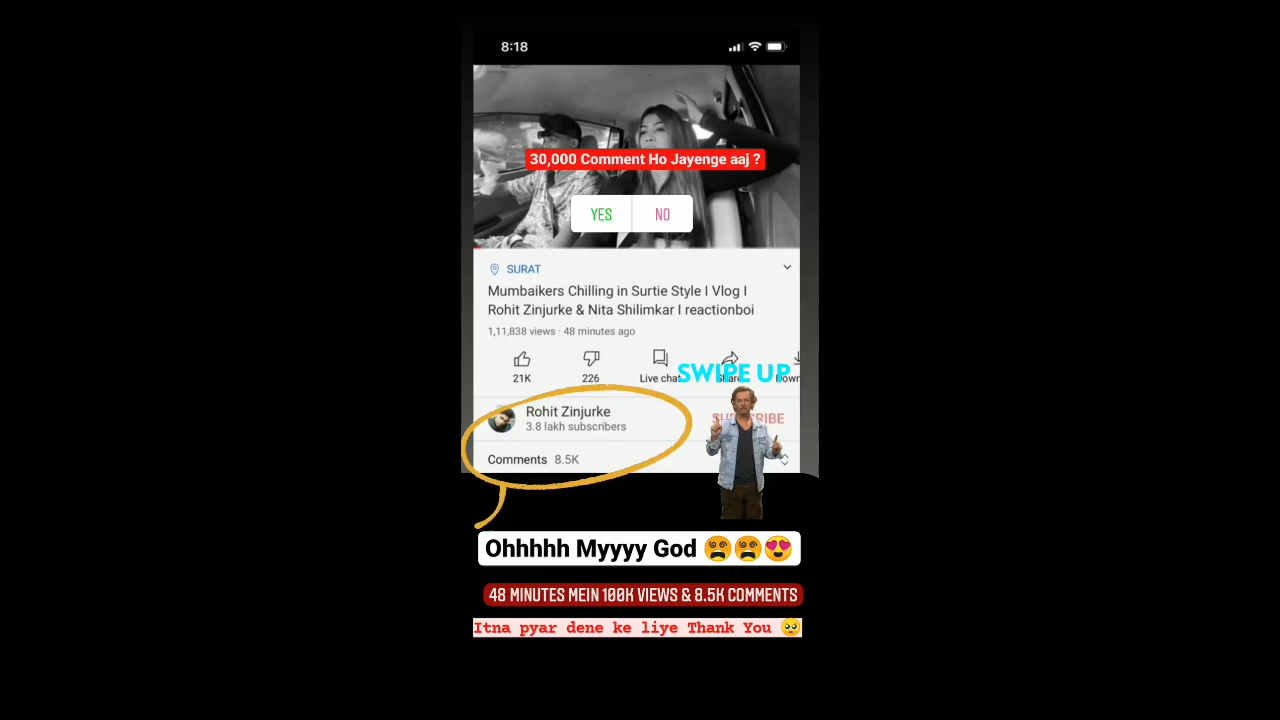 8:18
30,000 Comment Ho Jayenge aaj ?
YES NO
SURAT
Mumbaikers Chilling in Surtie Style I Vlog I
Rohit Zinjurke & Nita Shilimkar I reactionboi
1,11,838 views · 48 minutes ago
SWIPE UP
21K 226 Live chat Share
Rohit Zinjurke
3.8 lakh subscribers
SUBSCRIBE
Comments 8.5K
Ohhhhh Myyyy God 😵😵😍
48 MINUTES MEIN 100K VIEWS & 8.5K COMMENTS
Itna pyar dene ke liye Thank You 🥺